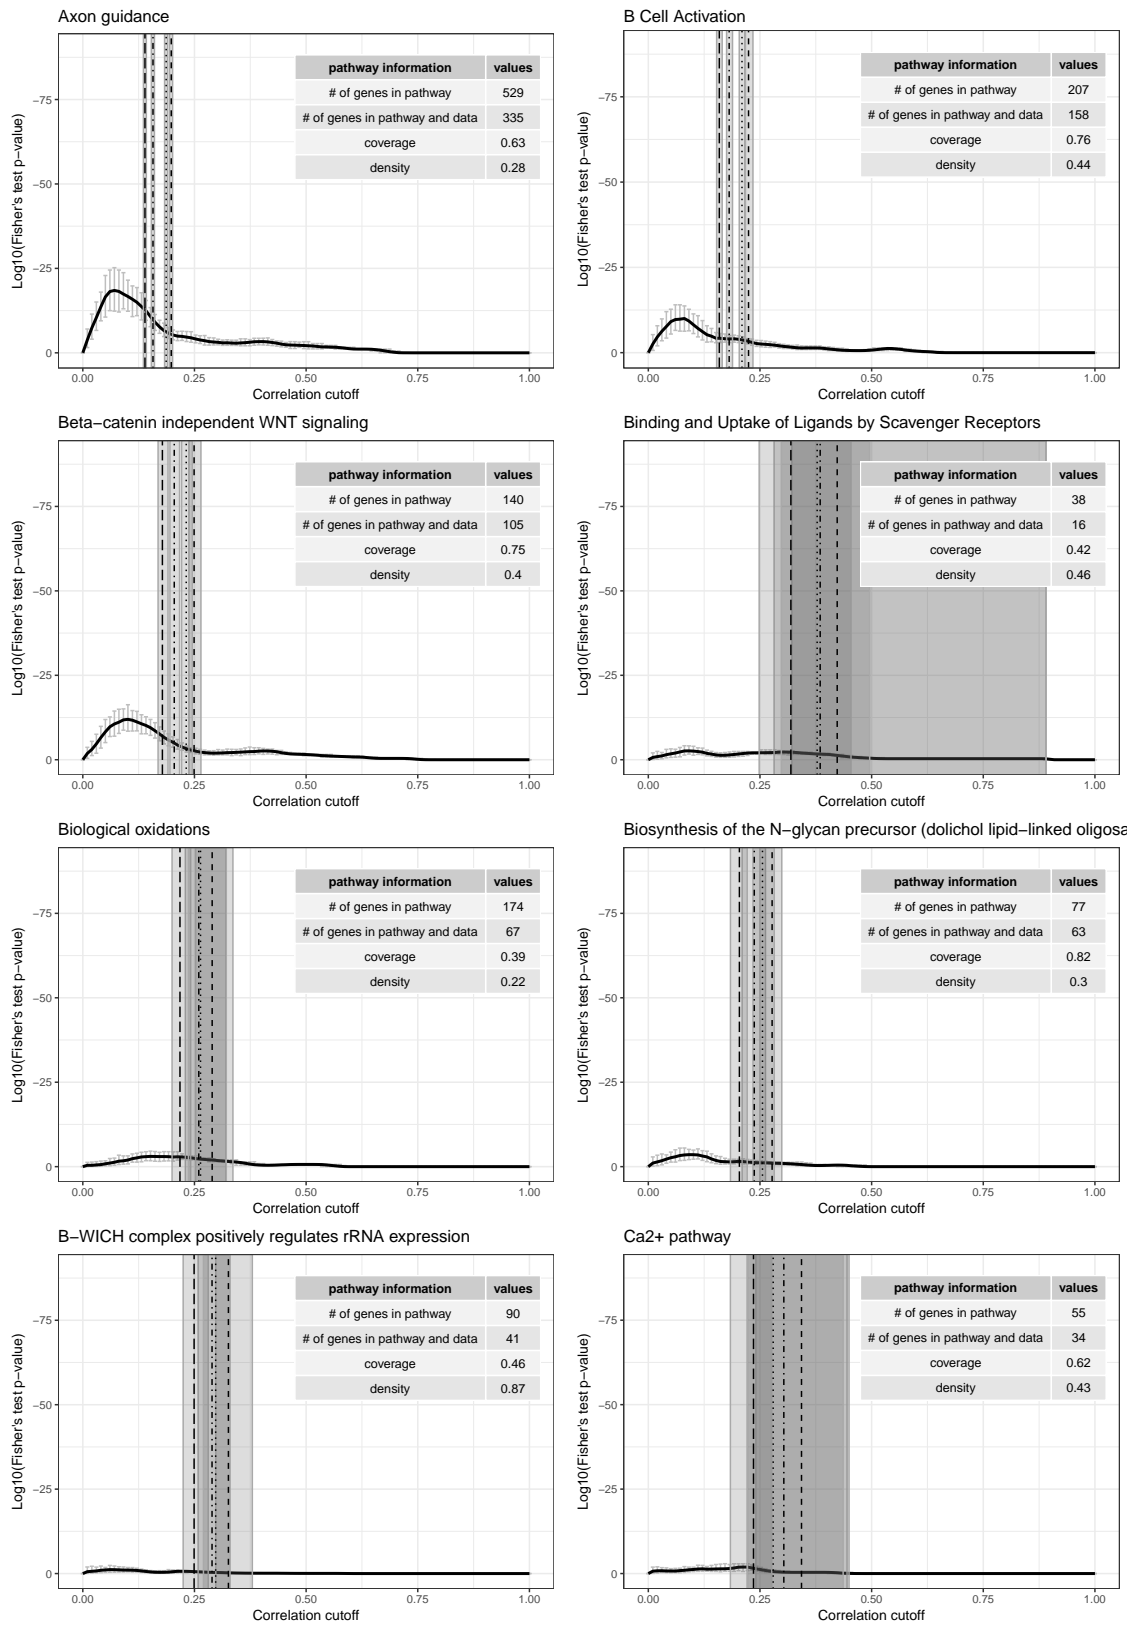 Axon guidance
pathway information values
# of genes in pathway 529
# of genes in pathway and data 335
coverage 0.63
density 0.28
−75
−50
−25
0
Log10(Fisher's test p−value)
0.00 0.25 0.50 0.75 1.00
Correlation cutoff
B Cell Activation
pathway information values
# of genes in pathway 207
# of genes in pathway and data 158
coverage 0.76
density 0.44
−75
−50
−25
0
Log10(Fisher's test p−value)
0.00 0.25 0.50 0.75 1.00
Correlation cutoff
Beta−catenin independent WNT signaling
pathway information values
# of genes in pathway 140
# of genes in pathway and data 105
coverage 0.75
density 0.4
−75
−50
−25
0
Log10(Fisher's test p−value)
0.00 0.25 0.50 0.75 1.00
Correlation cutoff
Binding and Uptake of Ligands by Scavenger Receptors
pathway information values
# of genes in pathway 38
# of genes in pathway and data 16
coverage 0.42
density 0.46
−75
−50
−25
0
Log10(Fisher's test p−value)
0.00 0.25 0.50 0.75 1.00
Correlation cutoff
Biological oxidations
pathway information values
# of genes in pathway 174
# of genes in pathway and data 67
coverage 0.39
density 0.22
−75
−50
−25
0
Log10(Fisher's test p−value)
0.00 0.25 0.50 0.75 1.00
Correlation cutoff
Biosynthesis of the N−glycan precursor (dolichol lipid−linked oligosa
pathway information values
# of genes in pathway 77
# of genes in pathway and data 63
coverage 0.82
density 0.3
−75
−50
−25
0
Log10(Fisher's test p−value)
0.00 0.25 0.50 0.75 1.00
Correlation cutoff
B−WICH complex positively regulates rRNA expression
pathway information values
# of genes in pathway 90
# of genes in pathway and data 41
coverage 0.46
density 0.87
−75
−50
−25
0
Log10(Fisher's test p−value)
0.00 0.25 0.50 0.75 1.00
Correlation cutoff
Ca2+ pathway
pathway information values
# of genes in pathway 55
# of genes in pathway and data 34
coverage 0.62
density 0.43
−75
−50
−25
0
Log10(Fisher's test p−value)
0.00 0.25 0.50 0.75 1.00
Correlation cutoff